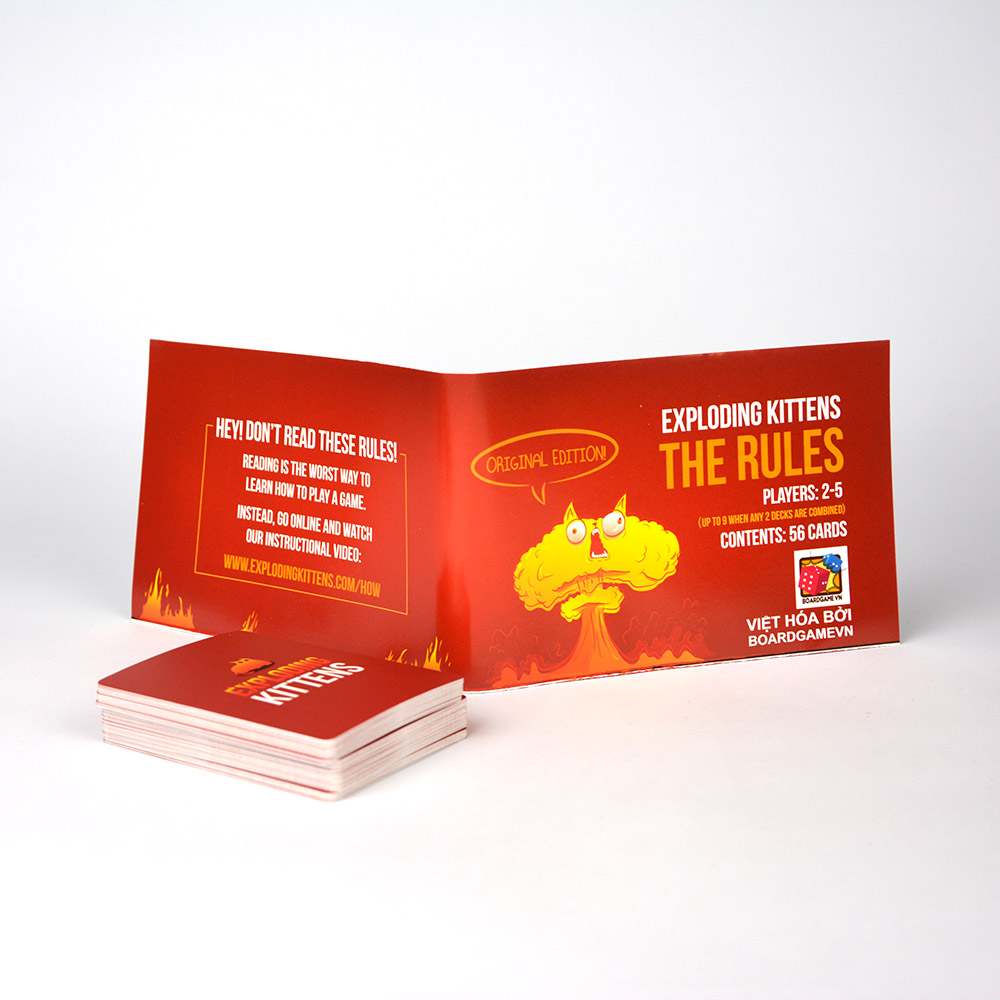 HEY! DON'T READ THESE RULES!
READING IS THE WORST WAY TO
LEARN HOW TO PLAY A GAME.
INSTEAD, GO ONLINE AND WATCH
OUR INSTRUCTIONAL VIDEO:
WWW.EXPLODINGKITTENS.COM/HOW
ORIGINAL EDITION!
EXPLODING KITTENS
THE RULES
PLAYERS: 2-5
(UP TO 9 WHEN ANY 2 DECKS ARE COMBINED)
CONTENTS: 56 CARDS
BOARDGAME VN
VIỆT HÓA BỞI
BOARDGAMEVN
EXPLODING
KITTENS